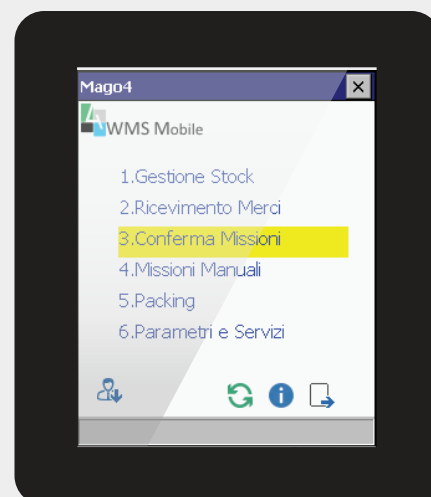 Mago4
WMS Mobile
1.Gestione Stock
2.Ricevimento Merci
3.Conferma Missioni
4.Missioni Manuali
5.Packing
6.Parametri e Servizi